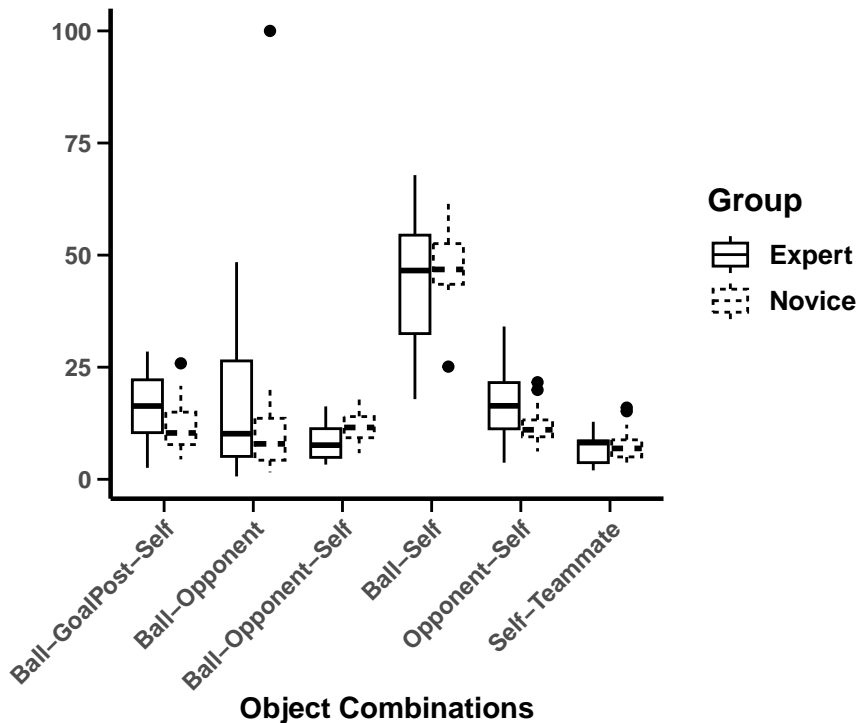 100
75
50
25
0
Ball−GoalPost−Self
Ball−Opponent
Ball−Opponent−Self
Ball−Self
Opponent−Self
Self−Teammate
Object Combinations
Group
Expert
Novice